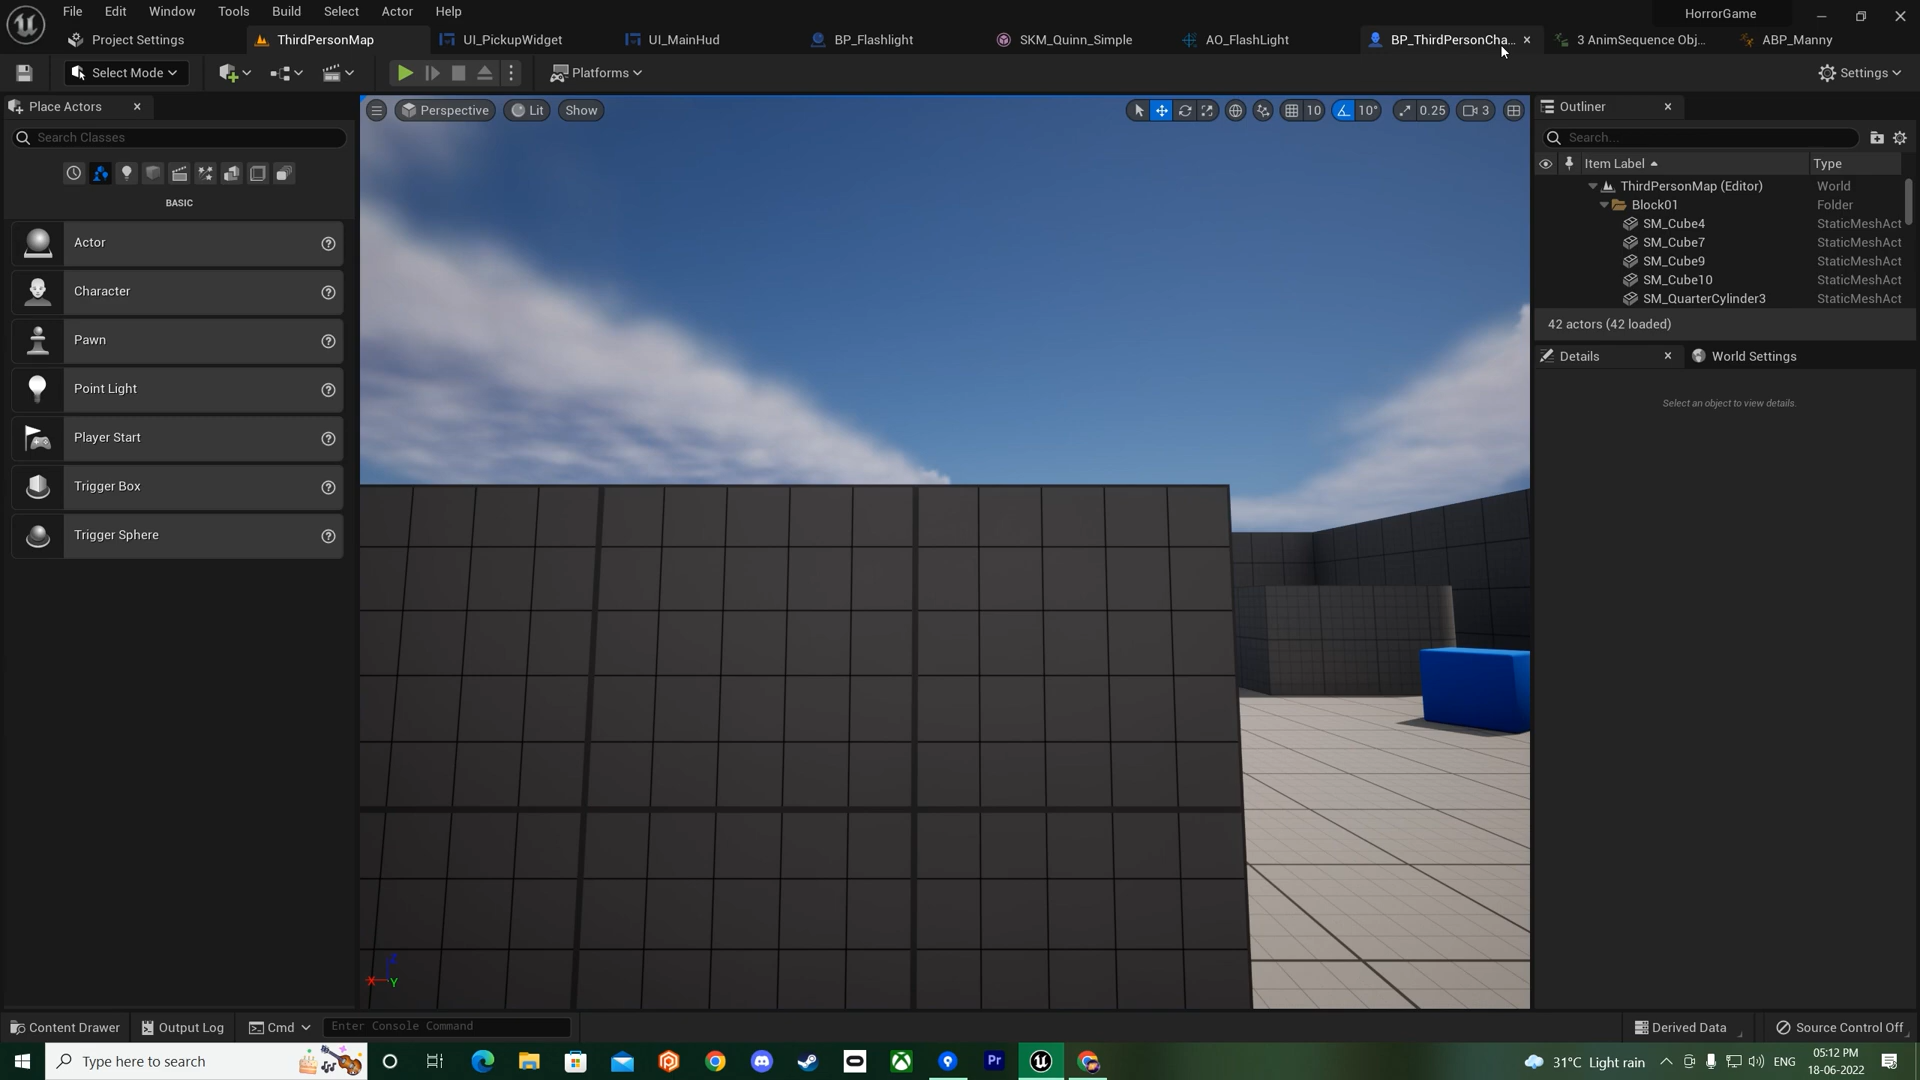 File Edit Window Tools Build Select Actor Help HorrorGame
Project Settings ThirdPersonMap UI_PickupWidget UI_MainHud BP_Flashlight SKM_Quinn_Simple AO_FlashLight BP_ThirdPersonCha... 3 AnimSequence Obj... ABP_Manny
Select Mode Platforms Settings
Place Actors
Search Classes
BASIC
Actor
Character
Pawn
Point Light
Player Start
Trigger Box
Trigger Sphere
Perspective Lit Show 10 10° 0.25 3
X Y
Outliner
Search...
Item Label Type
ThirdPersonMap (Editor) World
Block01 Folder
SM_Cube4 StaticMeshAct
SM_Cube7 StaticMeshAct
SM_Cube9 StaticMeshAct
SM_Cube10 StaticMeshAct
SM_QuarterCylinder3 StaticMeshAct
42 actors (42 loaded)
Details World Settings
Select an object to view details.
Content Drawer Output Log Cmd Enter Console Command Derived Data Source Control Off
Type here to search Pr 31°C Light rain ENG 05:12 PM
18-06-2022